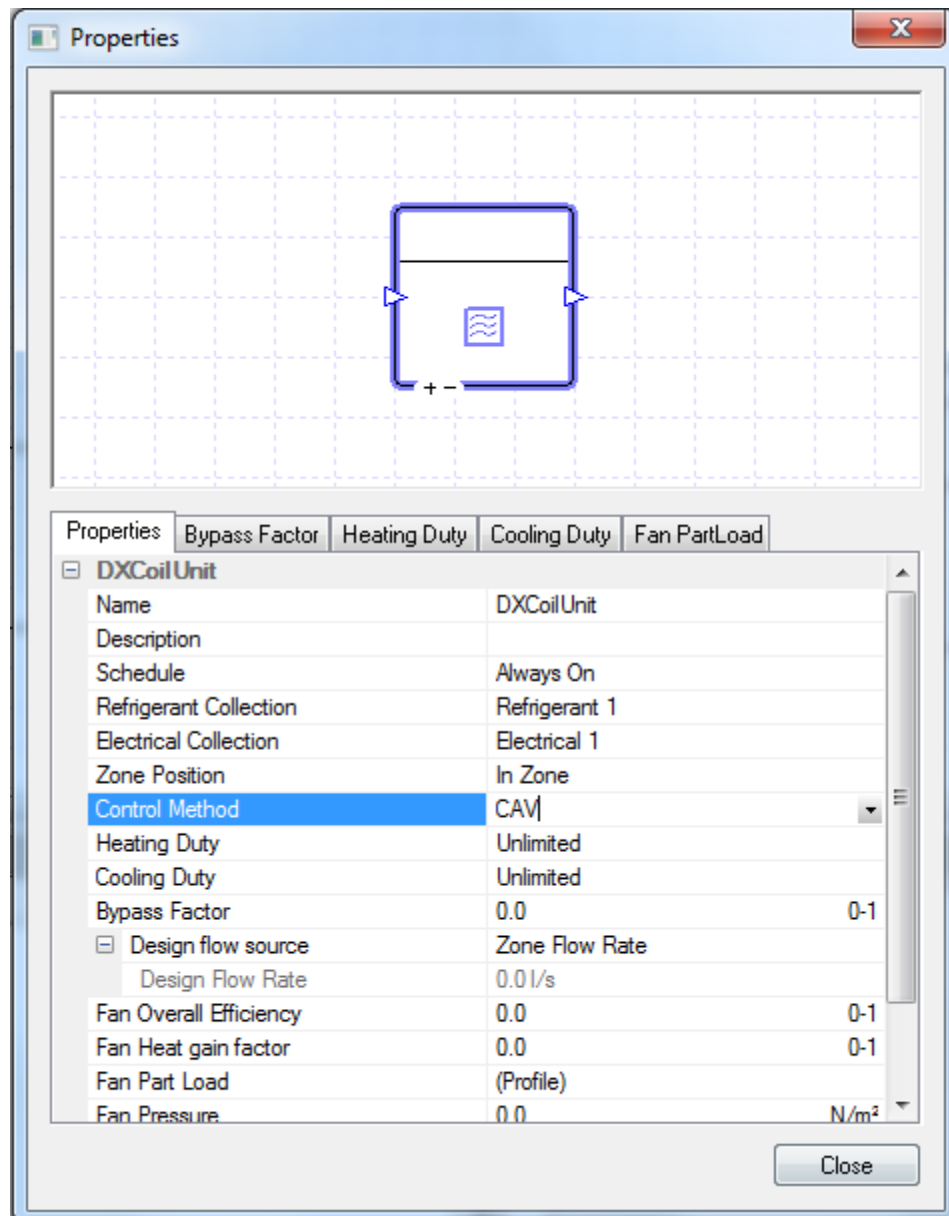 Properties
+ −
Properties Bypass Factor Heating Duty Cooling Duty Fan PartLoad
DXCoilUnit
Name DXCoilUnit
Description
Schedule Always On
Refrigerant Collection Refrigerant 1
Electrical Collection Electrical 1
Zone Position In Zone
Control Method CAV
Heating Duty Unlimited
Cooling Duty Unlimited
Bypass Factor 0.0 0-1
Design flow source Zone Flow Rate
Design Flow Rate 0.0 l/s
Fan Overall Efficiency 0.0 0-1
Fan Heat gain factor 0.0 0-1
Fan Part Load (Profile)
Fan Pressure 0.0 N/m²
Close